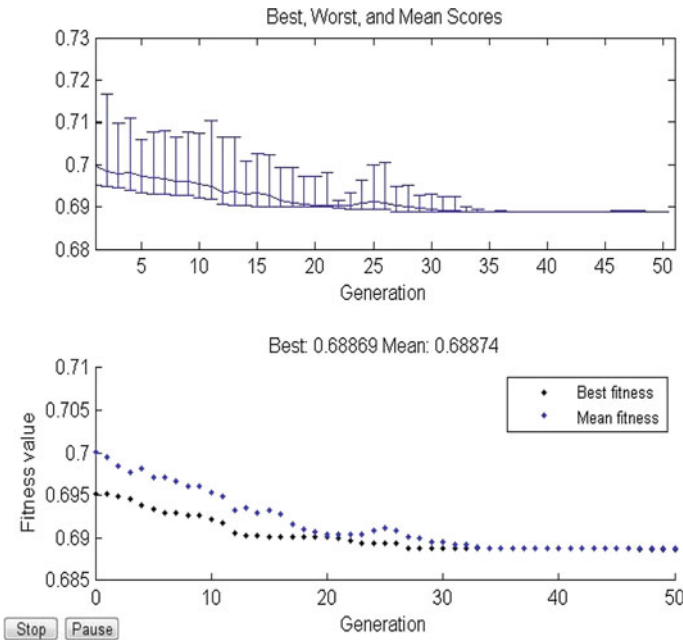 Best, Worst, and Mean Scores
0.73
0.72
0.71
0.7
0.69
0.68
5 10 15 20 25 30 35 40 45 50
Generation
Best: 0.68869 Mean: 0.68874
0.71
0.705
0.7
0.695
0.69
0.685
Fitness value
Best fitness
Mean fitness
0 10 20 30 40 50
Generation
Stop Pause